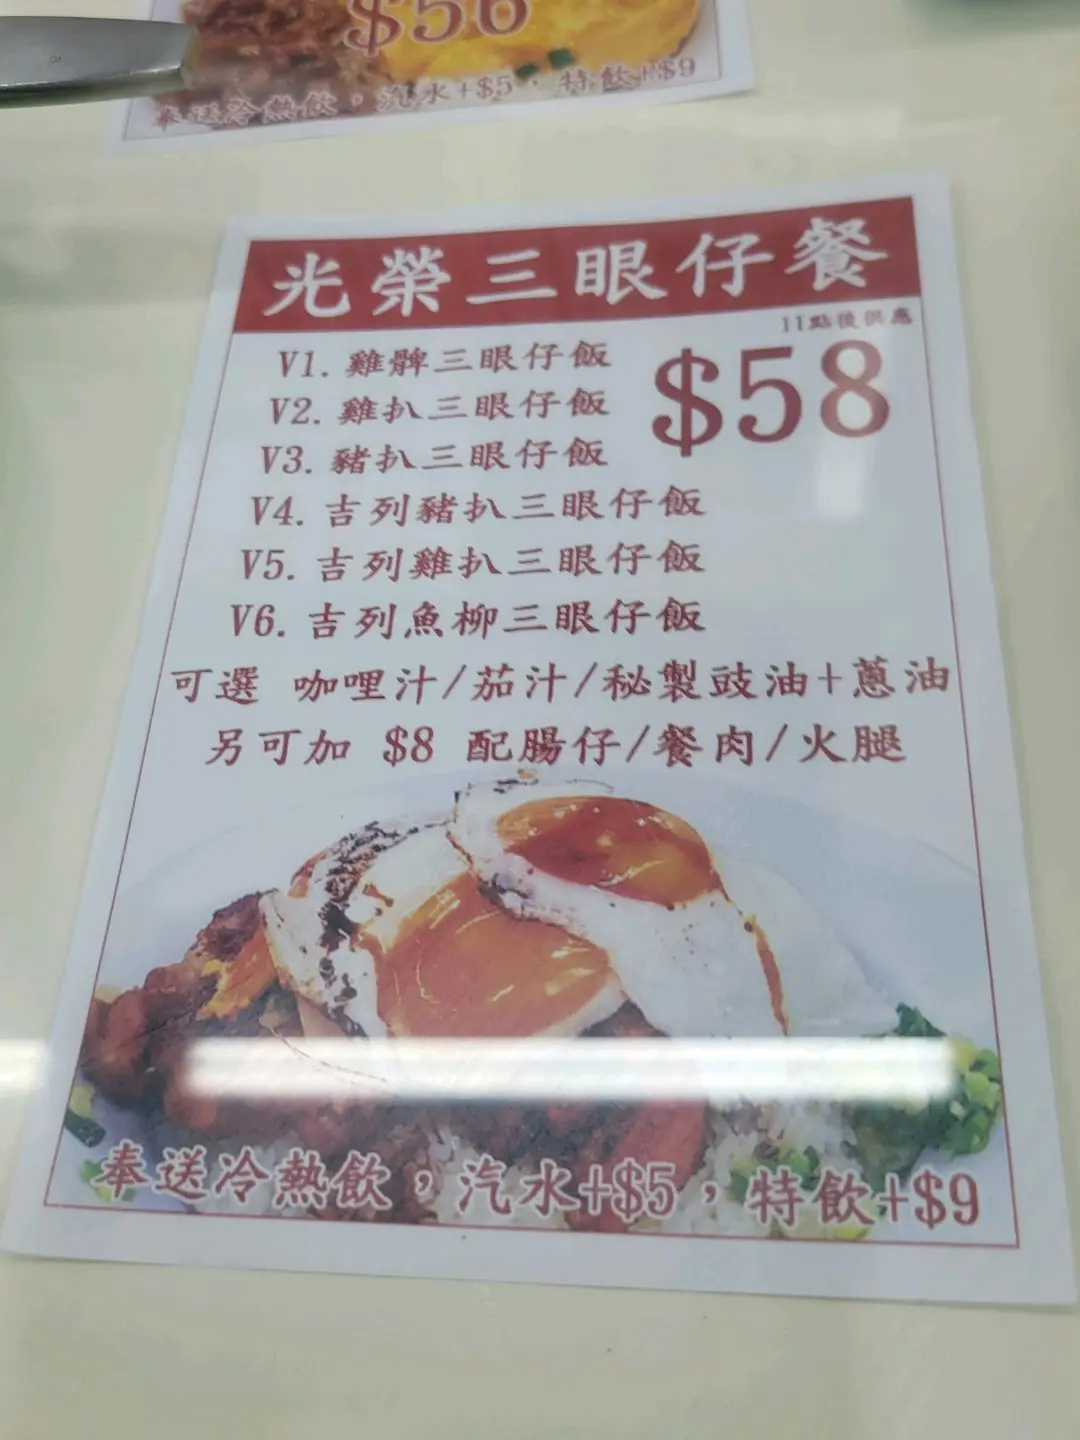 $56
奉送冷熱飲，汽水+$5，特飲+$9
光榮三眼仔餐
11點後供應
$58
V1. 雞髀三眼仔飯
V2. 雞扒三眼仔飯
V3. 豬扒三眼仔飯
V4. 吉列豬扒三眼仔飯
V5. 吉列雞扒三眼仔飯
V6. 吉列魚柳三眼仔飯
可選 咖哩汁/茄汁/秘製豉油+蔥油
另可加 $8 配腸仔/餐肉/火腿
奉送冷熱飲，汽水+$5，特飲+$9